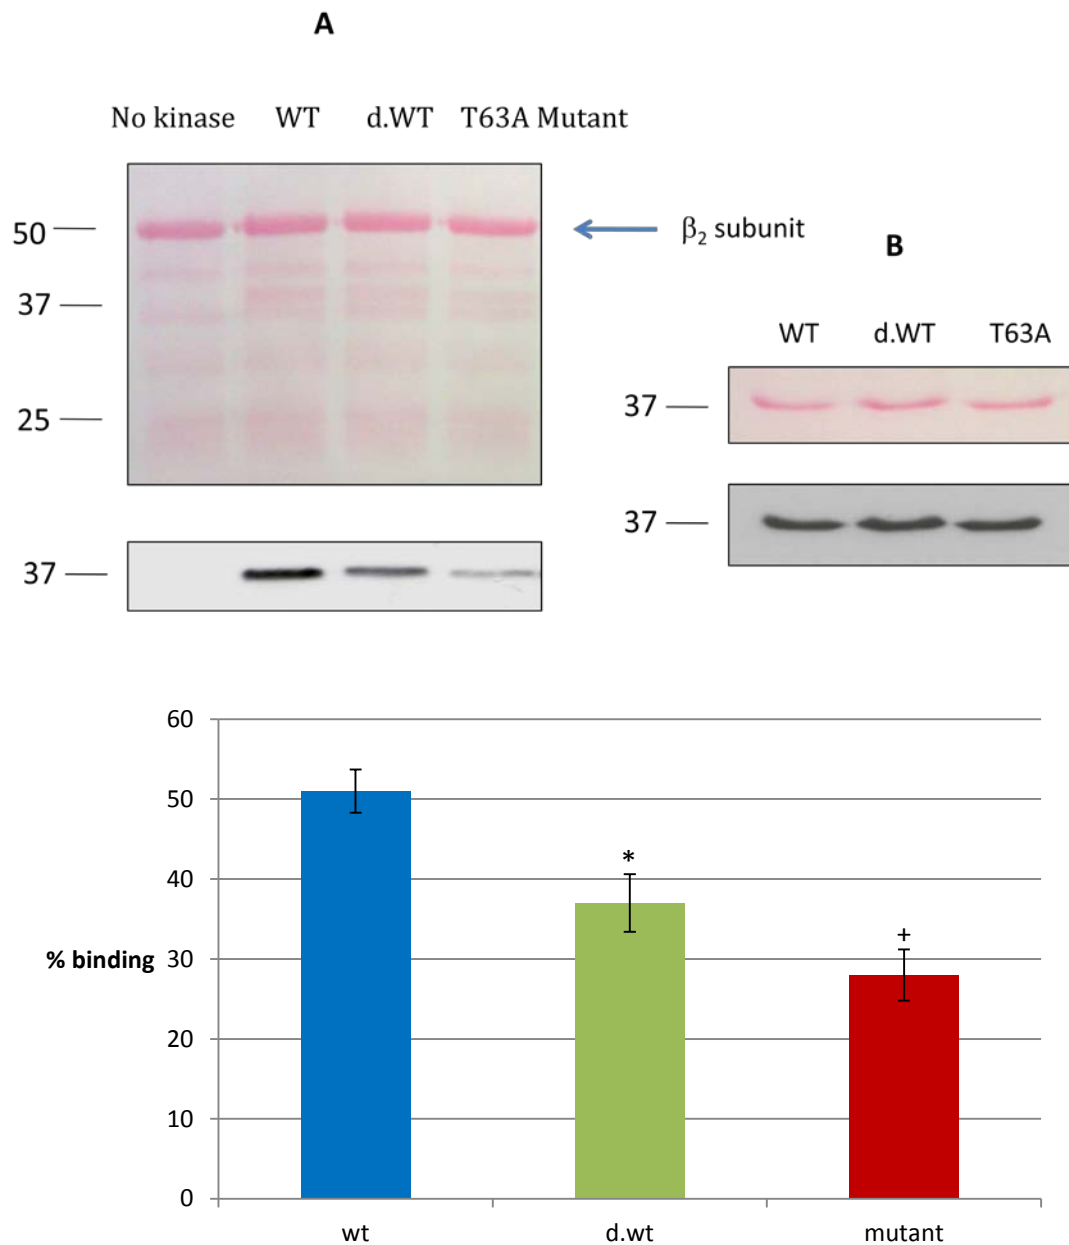 A
No kinase WT d.WT T63A Mutant
50
β₂ subunit
37
25
37
B
WT d.WT T63A
37
37
60
50
*
40
+
% binding 30
20
10
0
wt d.wt mutant